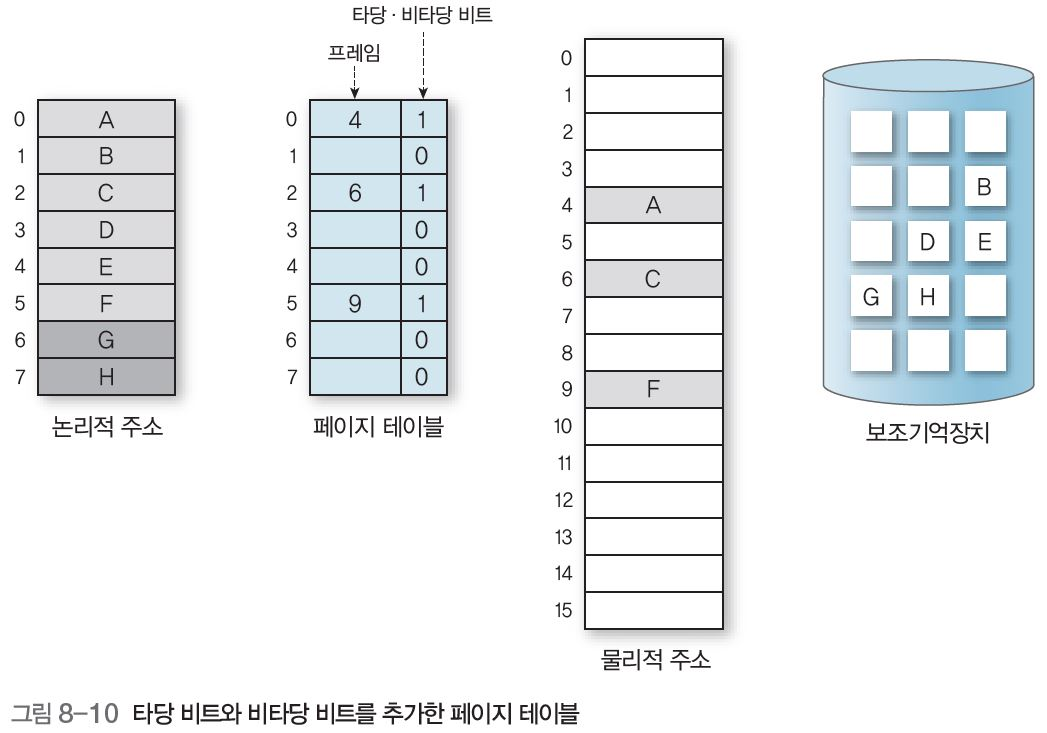 타당 · 비타당 비트
프레임
0 A
1 B
2 C
3 D
4 E
5 F
6 G
7 H
논리적 주소
0 4 1
1 0
2 6 1
3 0
4 0
5 9 1
6 0
7 0
페이지 테이블
0
1
2
3
4 A
5
6 C
7
8
9 F
10
11
12
13
14
15
물리적 주소
B
D E
G H
보조기억장치
그림 8-10 타당 비트와 비타당 비트를 추가한 페이지 테이블